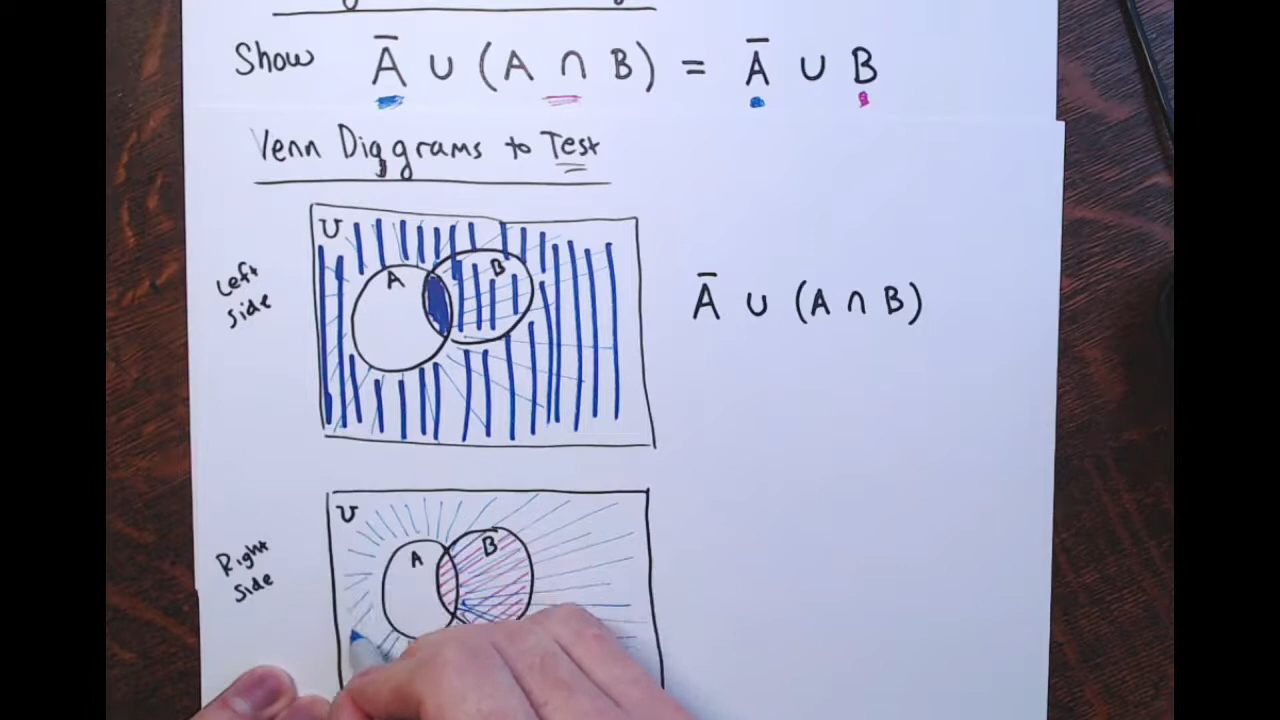 Show Ā ∪ (A ∩ B) = Ā ∪ B
Venn Diagrams to Test
Left side
U
A
B
Ā ∪ (A ∩ B)
Right side
U
A
B